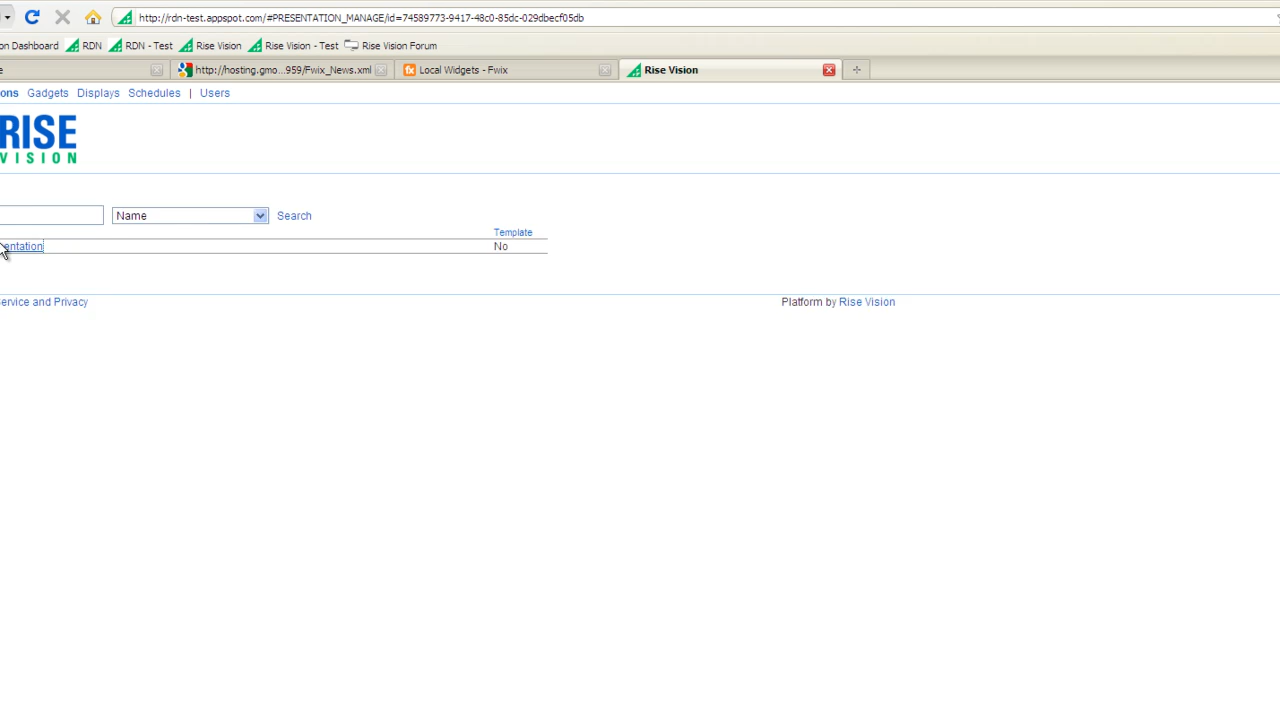 http://rdn-test.appspot.com/#PRESENTATION_MANAGE/id=74589773-9417-48c0-85dc-029dbecf05db
on Dashboard RDN RDN - Test Rise Vision Rise Vision - Test Rise Vision Forum
e http://hosting.gmo...959/Fwix_News.xml Local Widgets - Fwix Rise Vision
ons Gadgets Displays Schedules | Users
RISE
VISION
Name Search
Template
entation No
ervice and Privacy Platform by Rise Vision